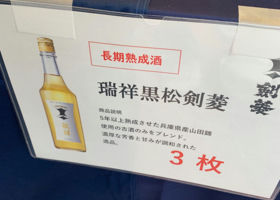 長期熟成酒
瑞祥黒松剣菱
商品説明
5年以上熟成させた兵庫県産山田錦
使用の古酒のみをブレンド。
濃厚な芳香と甘みが調和された
逸品。
3枚
剣菱